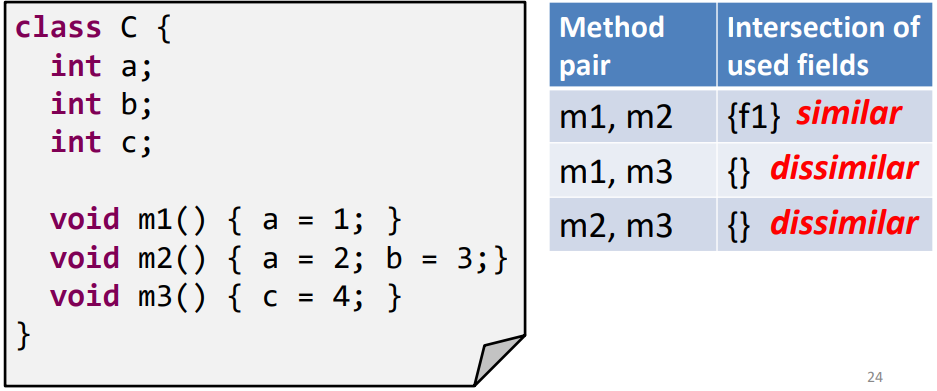 class C {
int a;
int b;
int c;
void m1() { a = 1; }
void m2() { a = 2; b = 3;}
void m3() { c = 4; }
}
Method pair
Intersection of used fields
m1, m2
{f1} similar
m1, m3
{} dissimilar
m2, m3
{} dissimilar
24